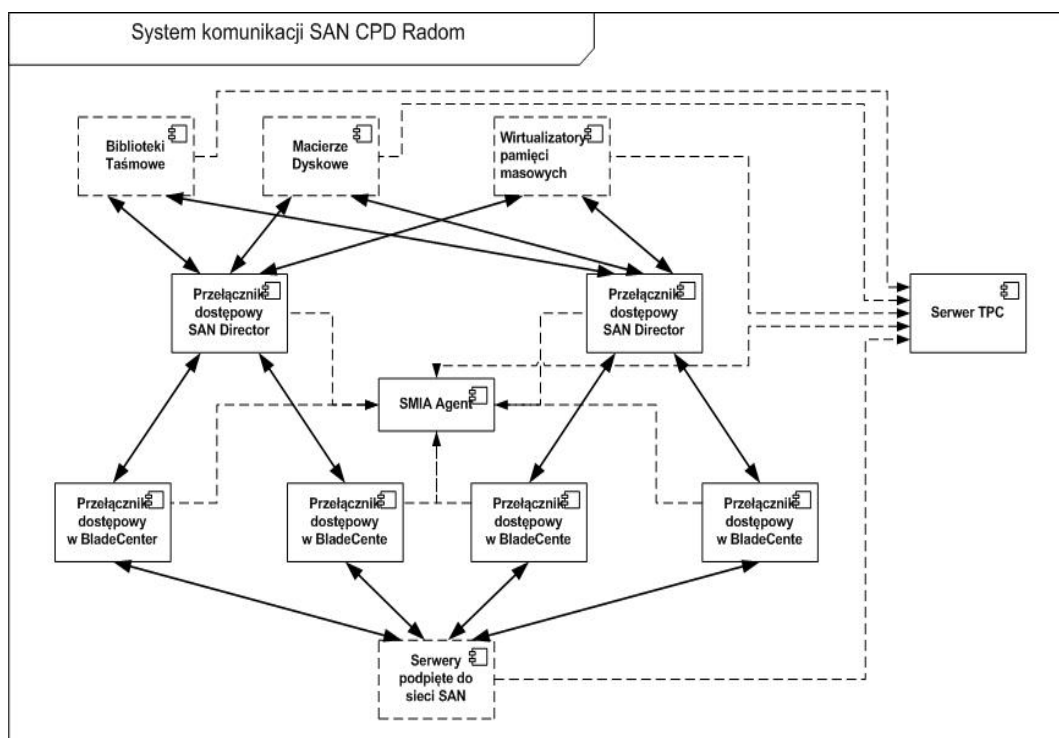 System komunikacji SAN CPD Radom
Biblioteki
Taśmowe
Macierze
Dyskowe
Wirtualizatory
pamięci
masowych
Przełącznik
dostępowy
SAN Director
Przełącznik
dostępowy
SAN Director
Serwer TPC
SMIA Agent
Przełącznik
dostępowy
w BladeCenter
Przełącznik
dostępowy
w BladeCente
Przełącznik
dostępowy
w BladeCente
Przełącznik
dostępowy
w BladeCente
Serwery
podpięte do
sieci SAN